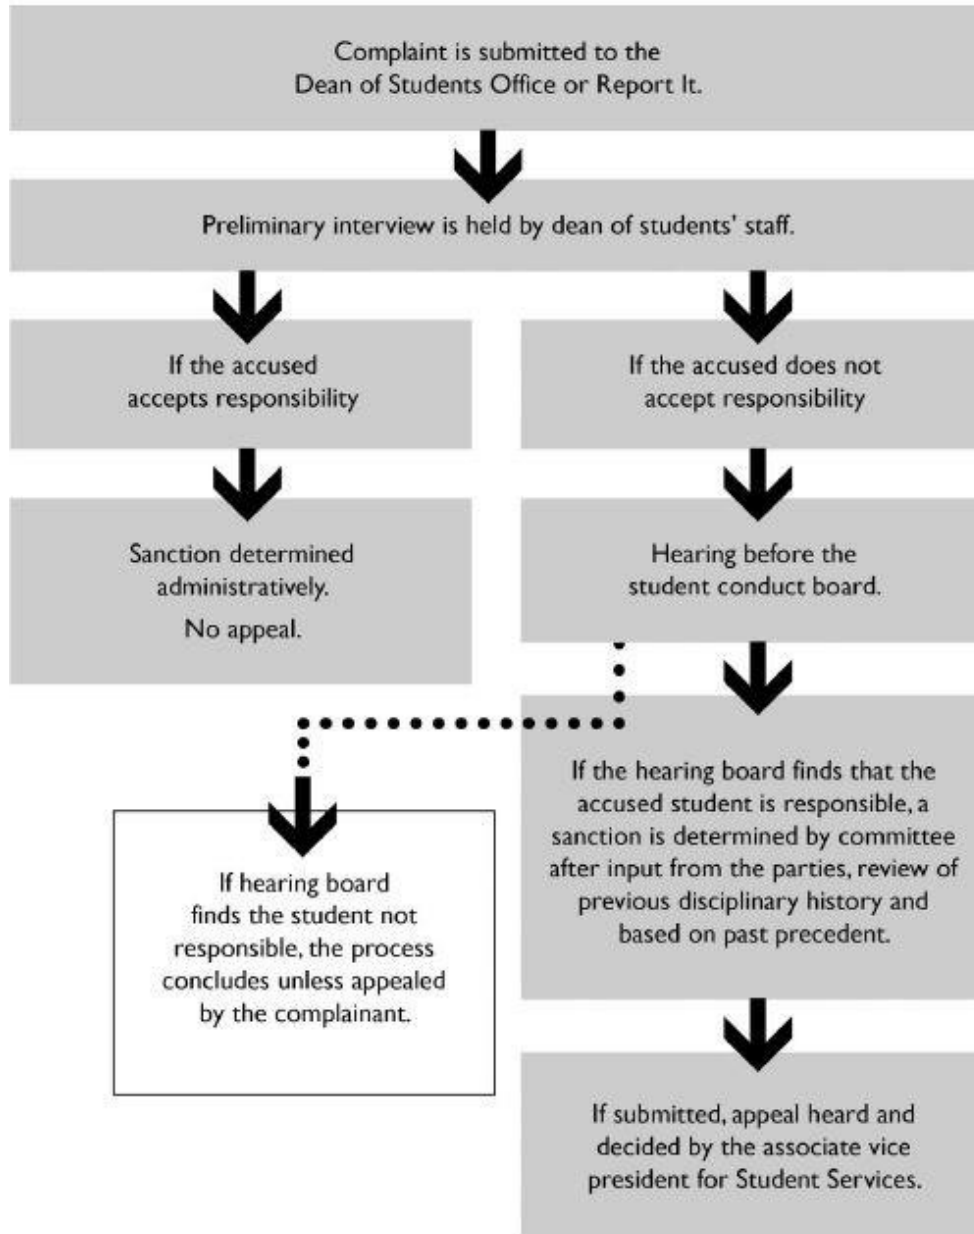 Complaint is submitted to the
Dean of Students Office or Report It.
Preliminary interview is held by dean of students’ staff.
If the accused
accepts responsibility
If the accused does not
accept responsibility
Sanction determined
administratively.
No appeal.
Hearing before the
student conduct board.
If the hearing board finds that the
accused student is responsible, a
sanction is determined by committee
after input from the parties, review of
previous disciplinary history and
based on past precedent.
If hearing board
finds the student not
responsible, the process
concludes unless appealed
by the complainant.
If submitted, appeal heard and
decided by the associate vice
president for Student Services.